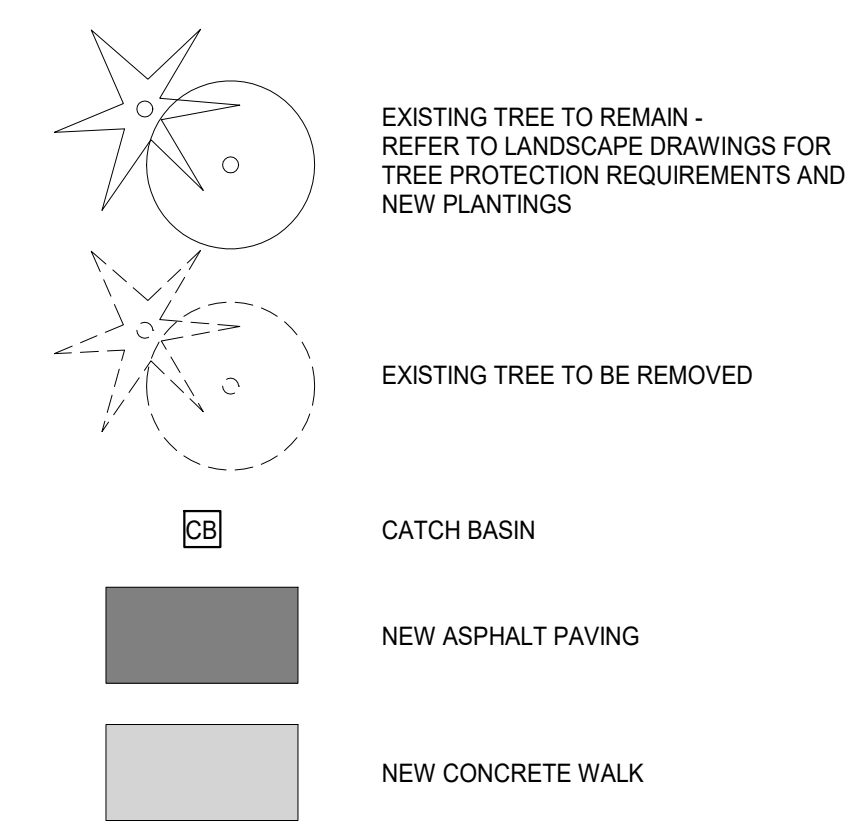 EXISTING TREE TO REMAIN -
REFER TO LANDSCAPE DRAWINGS FOR
TREE PROTECTION REQUIREMENTS AND
NEW PLANTINGS
EXISTING TREE TO BE REMOVED
CB
CATCH BASIN
NEW ASPHALT PAVING
NEW CONCRETE WALK